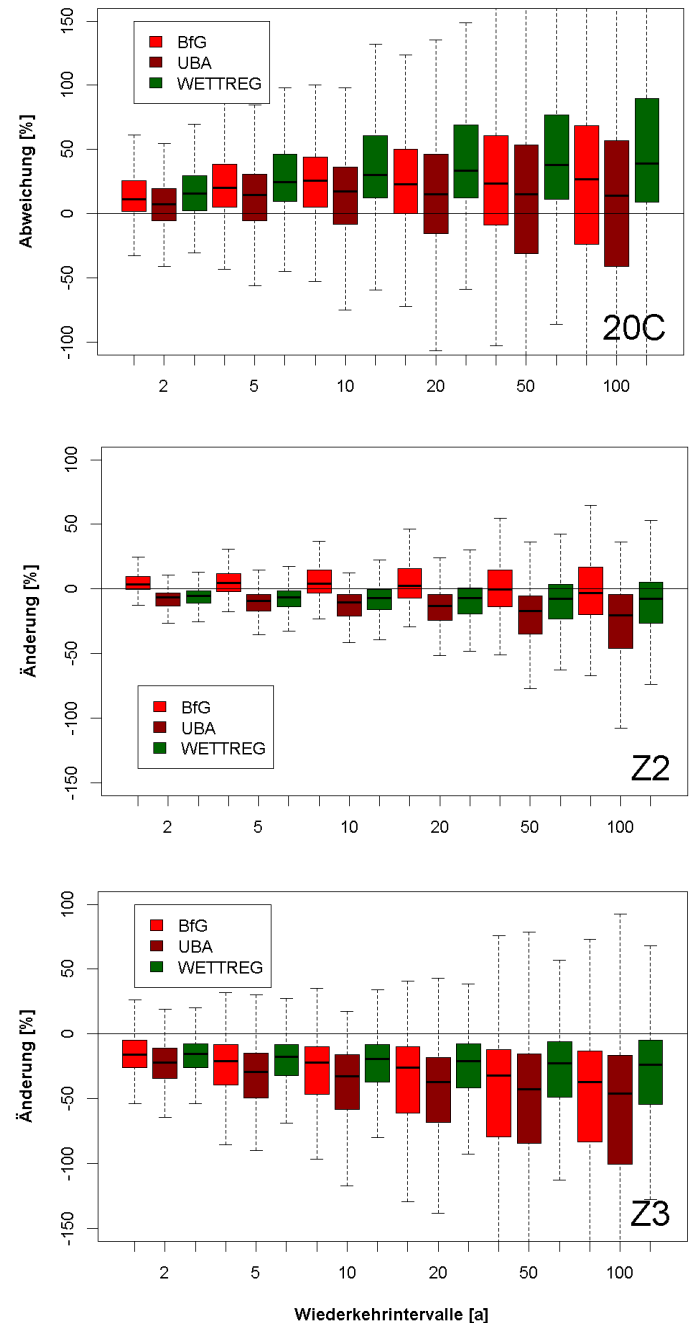 Abweichung [%]
150
100
50
0
-50
-100
BfG
UBA
WETTREG
20C
2 5 10 20 50 100
Änderung [%]
100
50
0
-50
-100
-150
BfG
UBA
WETTREG
Z2
2 5 10 20 50 100
Änderung [%]
100
50
0
-50
-100
-150
BfG
UBA
WETTREG
Z3
2 5 10 20 50 100
Wiederkehrintervalle [a]